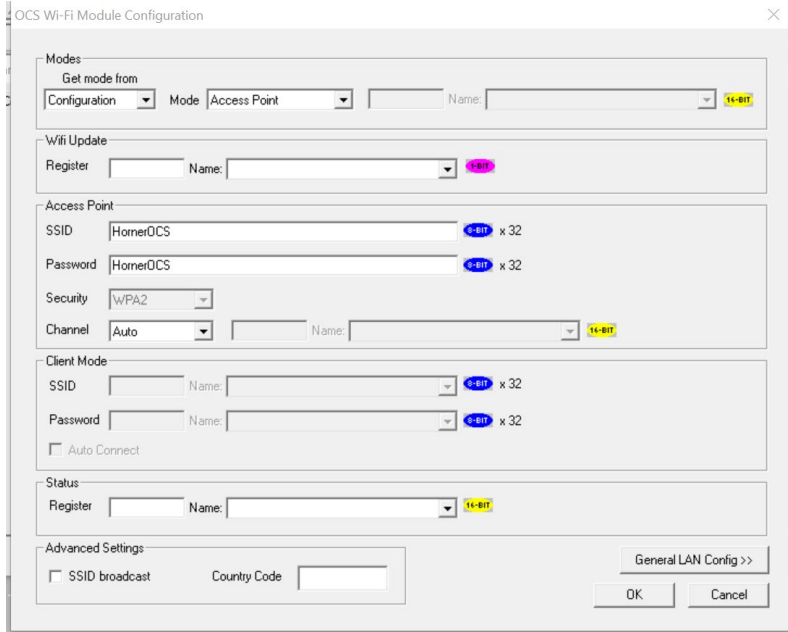 OCS Wi-Fi Module Configuration
Modes
Get mode from
Configuration Mode Access Point Name: 16-BIT
Wifi Update
Register Name: 1-BIT
Access Point
SSID HornerOCS 8-BIT x 32
Password HornerOCS 8-BIT x 32
Security WPA2
Channel Auto Name: 16-BIT
Client Mode
SSID Name: 8-BIT x 32
Password Name: 8-BIT x 32
Auto Connect
Status
Register Name: 16-BIT
Advanced Settings
SSID broadcast Country Code
General LAN Config >>
OK Cancel